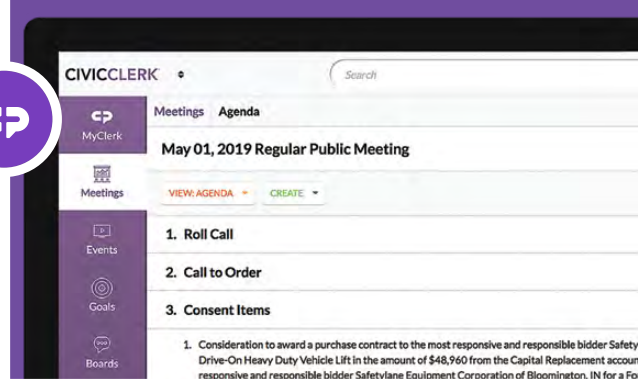 CIVICCLERK
Search
MyClerk
Meetings
Events
Goals
Boards
Meetings Agenda
May 01, 2019 Regular Public Meeting
VIEW: AGENDA
CREATE
1. Roll Call
2. Call to Order
3. Consent Items
1. Consideration to award a purchase contract to the most responsive and responsible bidder Safety
Drive-On Heavy Duty Vehicle Lift in the amount of $48,960 from the Capital Replacement accoun
responsive and responsible bidder Safetylane Equipment Corporation of Bloomington, IN for a Fo